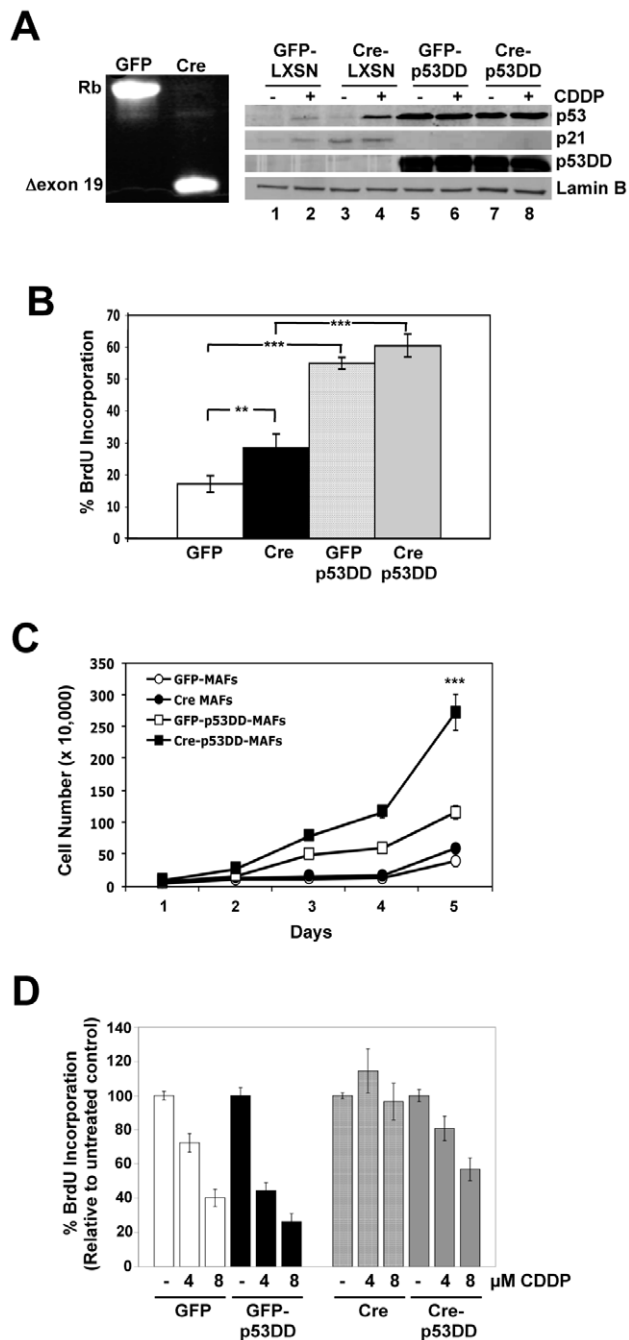 A
GFP Cre
Rb
Δexon 19
GFP- Cre- GFP- Cre-
LXSN LXSN p53DD p53DD
- + - + - + - + CDDP
p53
p21
p53DD
Lamin B
1 2 3 4 5 6 7 8
B
% BrdU Incorporation
70
60
50
40
30
20
10
0
***
***
**
GFP Cre GFP Cre
p53DD p53DD
C
Cell Number (x 10,000)
350
300
250
200
150
100
50
0
GFP-MAFs
Cre MAFs
GFP-p53DD-MAFs
Cre-p53DD-MAFs
***
1 2 3 4 5
Days
D
% BrdU Incorporation
(Relative to untreated control)
140
120
100
80
60
40
20
0
- 4 8 - 4 8 - 4 8 - 4 8 μM CDDP
GFP GFP- Cre Cre-
p53DD p53DD